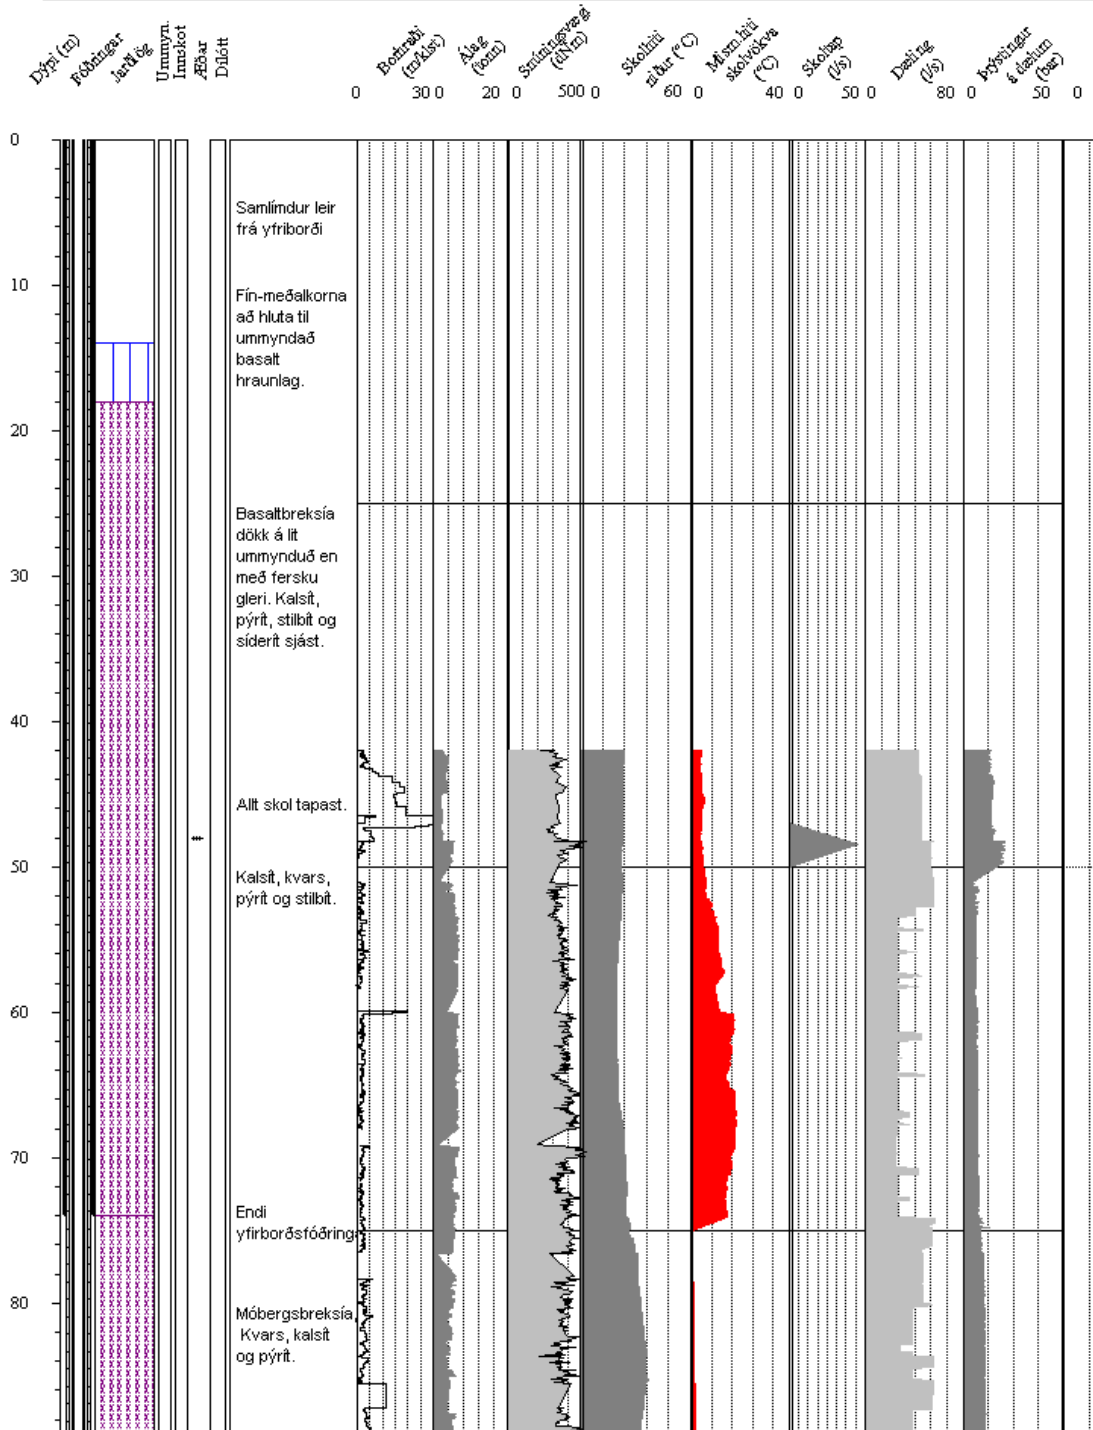 Dýpi (m)
Fóðringar
Jarðlög
Ummyn.
Innskot
Æðar
Dílótt
Borhraði
(m/klst)
Álag
(tonn)
Snúningsvægi
(dNm)
Skolhiti
niður (°C)
Mism.hiti
skolvökva
(°C)
Skoltap
(l/s)
Dæling
(l/s)
Þrýstingur
á dælum
(bar)
0 30 0 20 0 500 0 60 0 40 0 50 0 80 0 50 0
0
Samlímdur leir
frá yfriborði
10
Fín-meðalkorna
að hluta til
ummyndað
basalt
hraunlag.
20
Basaltbreksía
dökk á lit
ummynduð en
30
með fersku
gleri. Kalsít,
pýrít, stilbít og
síderít sjást.
40
Allt skol tapast.
50
Kalsít, kvars,
pýrít og stilbít.
60
70
Endi
yfirborðsfóðring
80
Móbergsbreksía,
Kvars, kalsít
og pýrít.